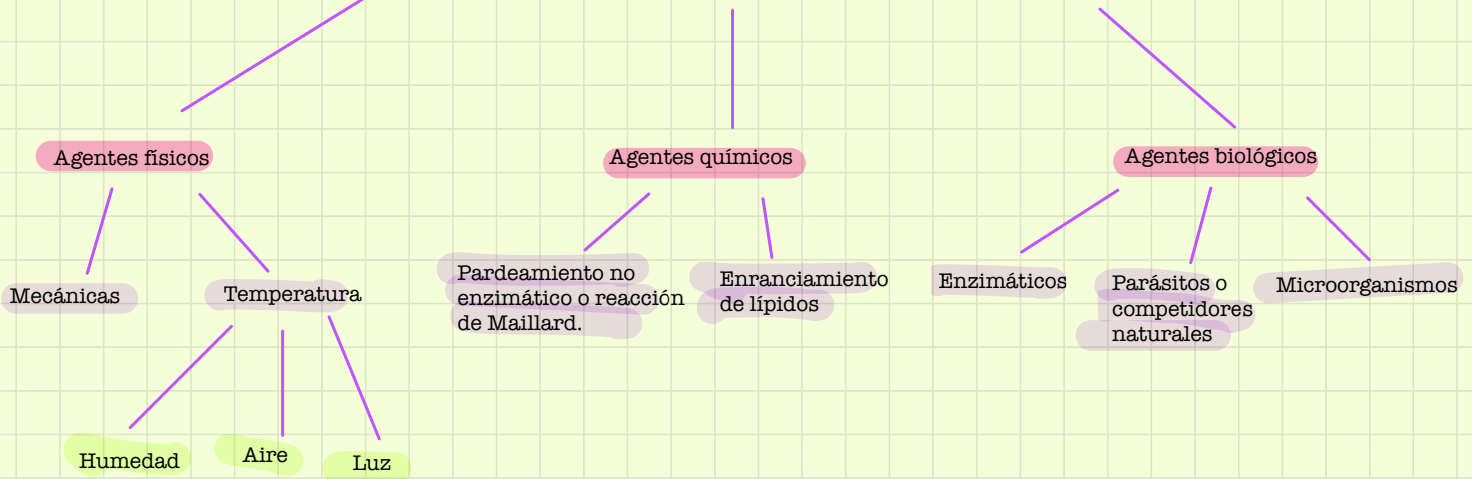 Agentes físicos
Agentes químicos
Agentes biológicos
Mecánicas
Temperatura
Pardeamiento no
enzimático o reacción
de Maillard.
Enranciamiento
de lípidos
Enzimáticos
Parásitos o
competidores
naturales
Microorganismos
Humedad
Aire
Luz